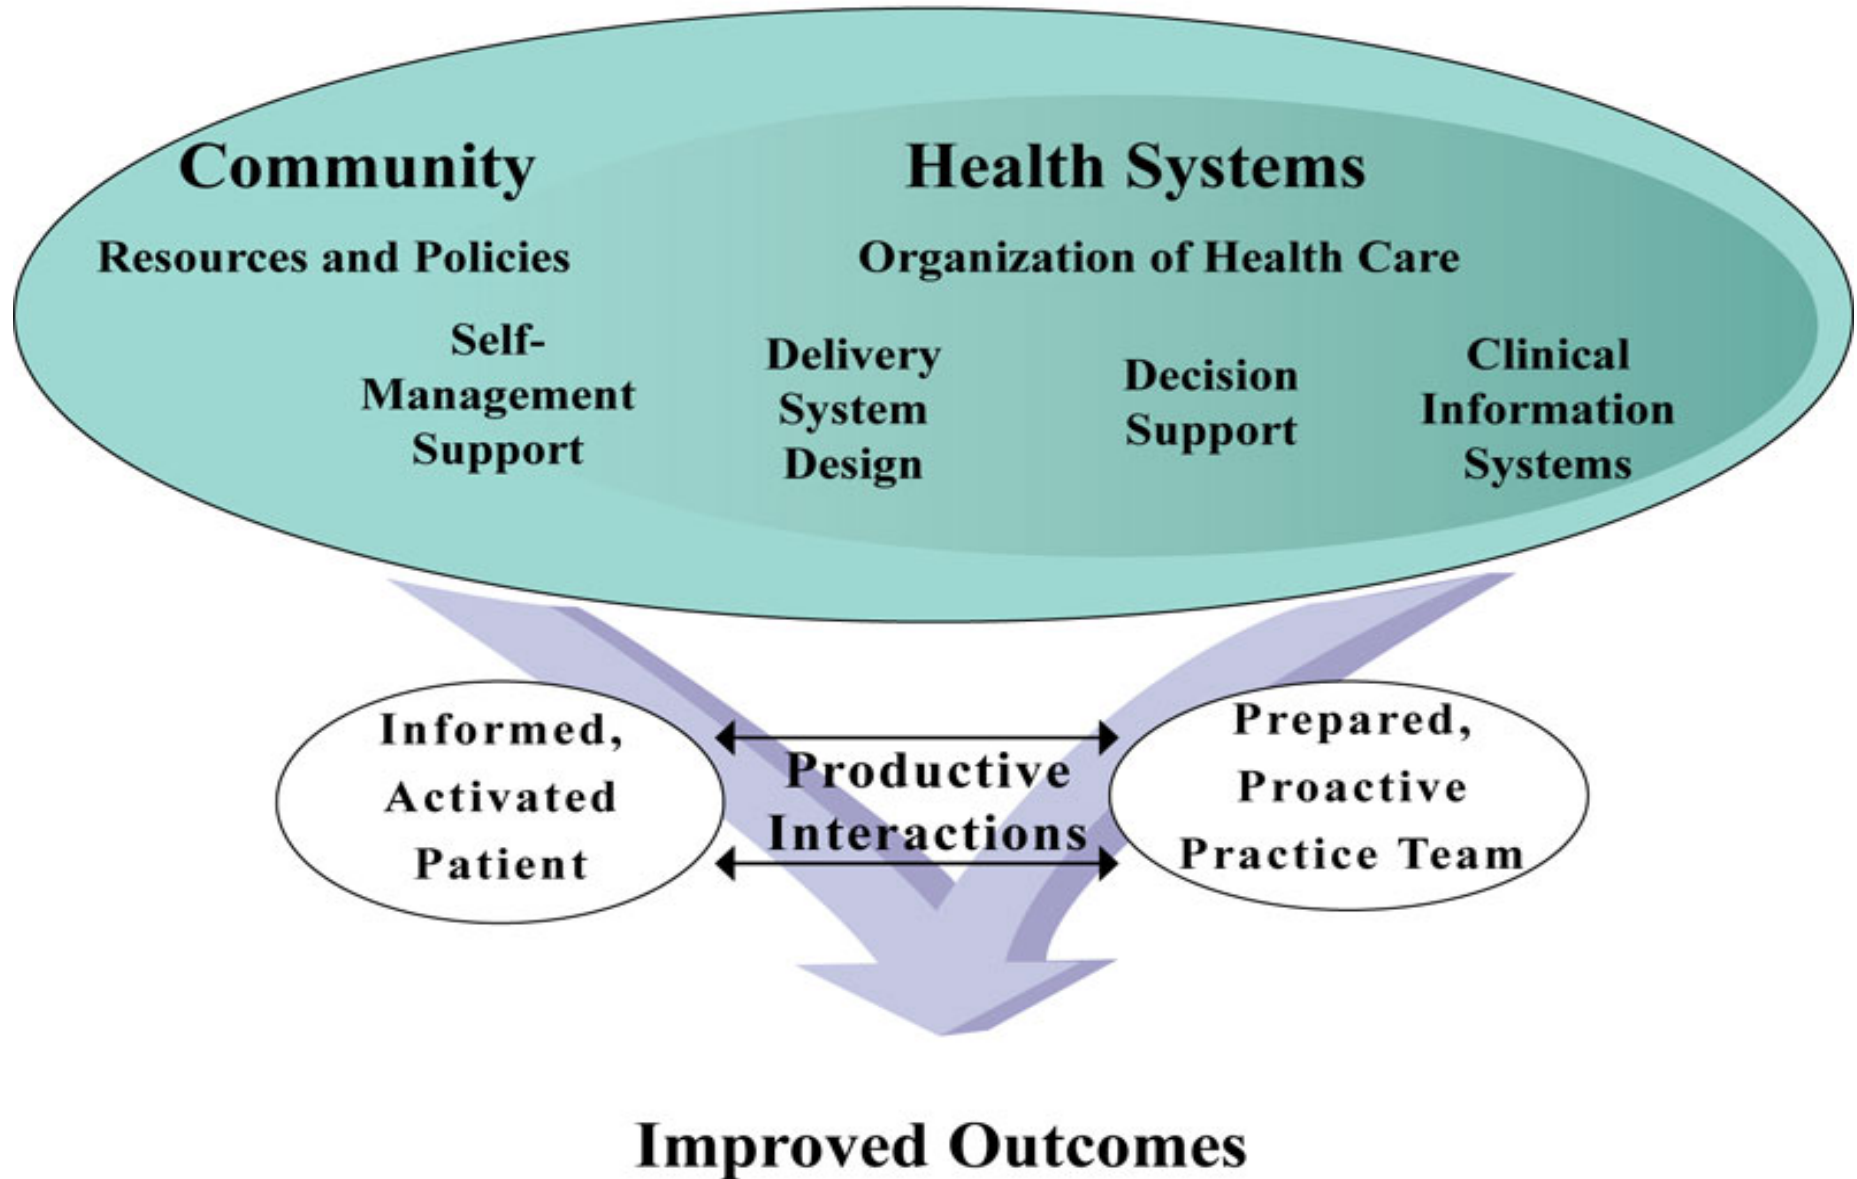 Community
Health Systems
Resources and Policies
Organization of Health Care
Self-
Management
Support
Delivery
System
Design
Decision
Support
Clinical
Information
Systems
Informed,
Activated
Patient
Productive
Interactions
Prepared,
Proactive
Practice Team
Improved Outcomes